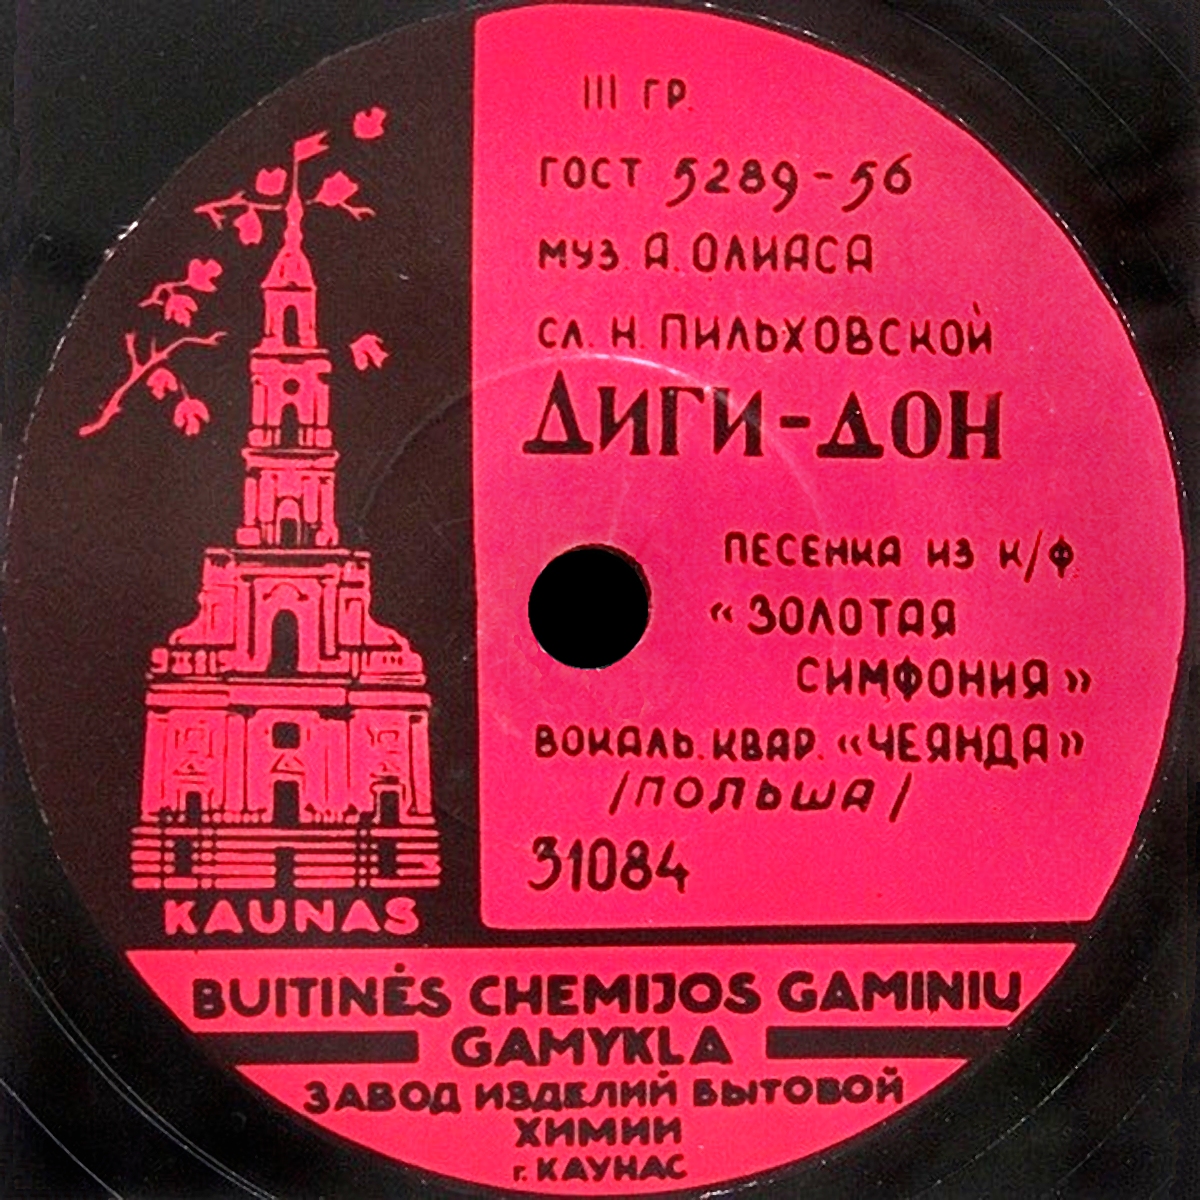 III ГР.
ГОСТ 5289-56
МУЗ. А. ОЛИАСА
СЛ. Н. ПИЛЬХОВСКОЙ
ДИГИ-ДОН
ПЕСЕНКА ИЗ К/Ф.
«ЗОЛОТАЯ
СИМФОНИЯ»
ВОКАЛЬ. КВАР. «ЧЕЯНДА»
/ПОЛЬША/
31084
KAUNAS
BUITINĖS CHEMIJOS GAMINIŲ
GAMYKLA
ЗАВОД ИЗДЕЛИЙ БЫТОВОЙ
ХИМИИ
г. КАУНАС